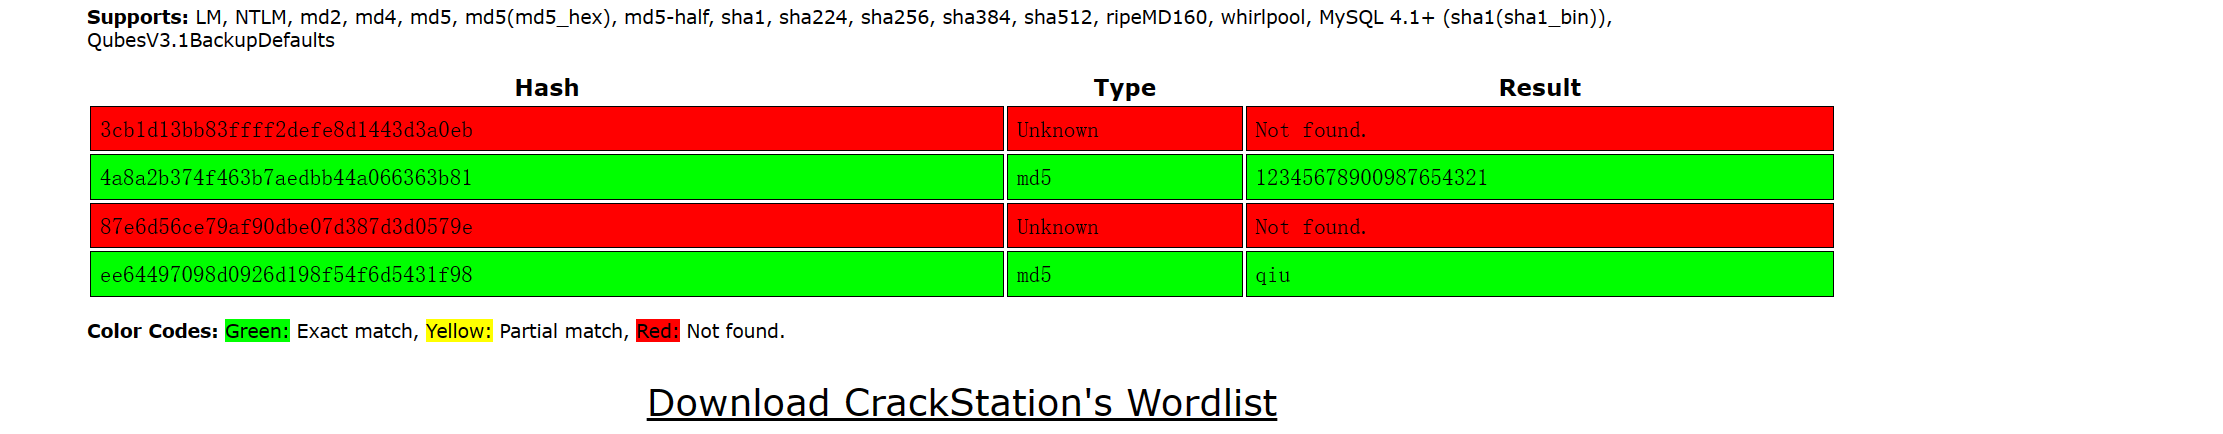 Supports: LM, NTLM, md2, md4, md5, md5(md5_hex), md5-half, sha1, sha224, sha256, sha384, sha512, ripeMD160, whirlpool, MySQL 4.1+ (sha1(sha1_bin)),
QubesV3.1BackupDefaults
Hash Type Result
3cb1d13bb83ffff2defe8d1443d3a0eb Unknown Not found.
4a8a2b374f463b7aedbb44a066363b81 md5 12345678900987654321
87e6d56ce79af90dbe07d387d3d0579e Unknown Not found.
ee64497098d0926d198f54f6d5431f98 md5 qiu
Color Codes: Green: Exact match, Yellow: Partial match, Red: Not found.
Download CrackStation's Wordlist